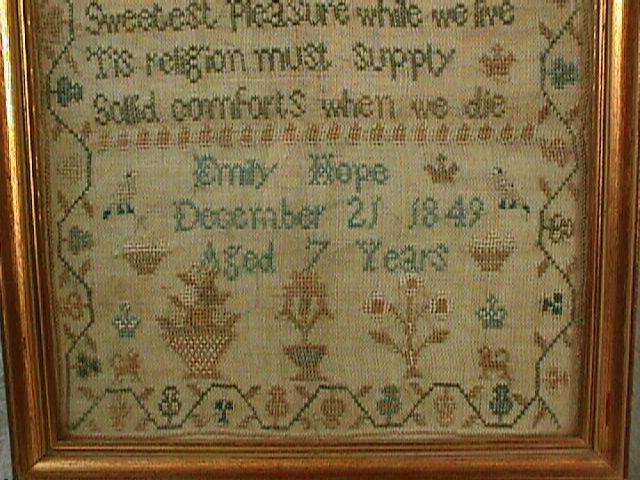 Sweetest Pleasure while we live
Tis religion must supply
Solid comforts when we die
Emily Hope
December 21 1849
Aged 7 Years